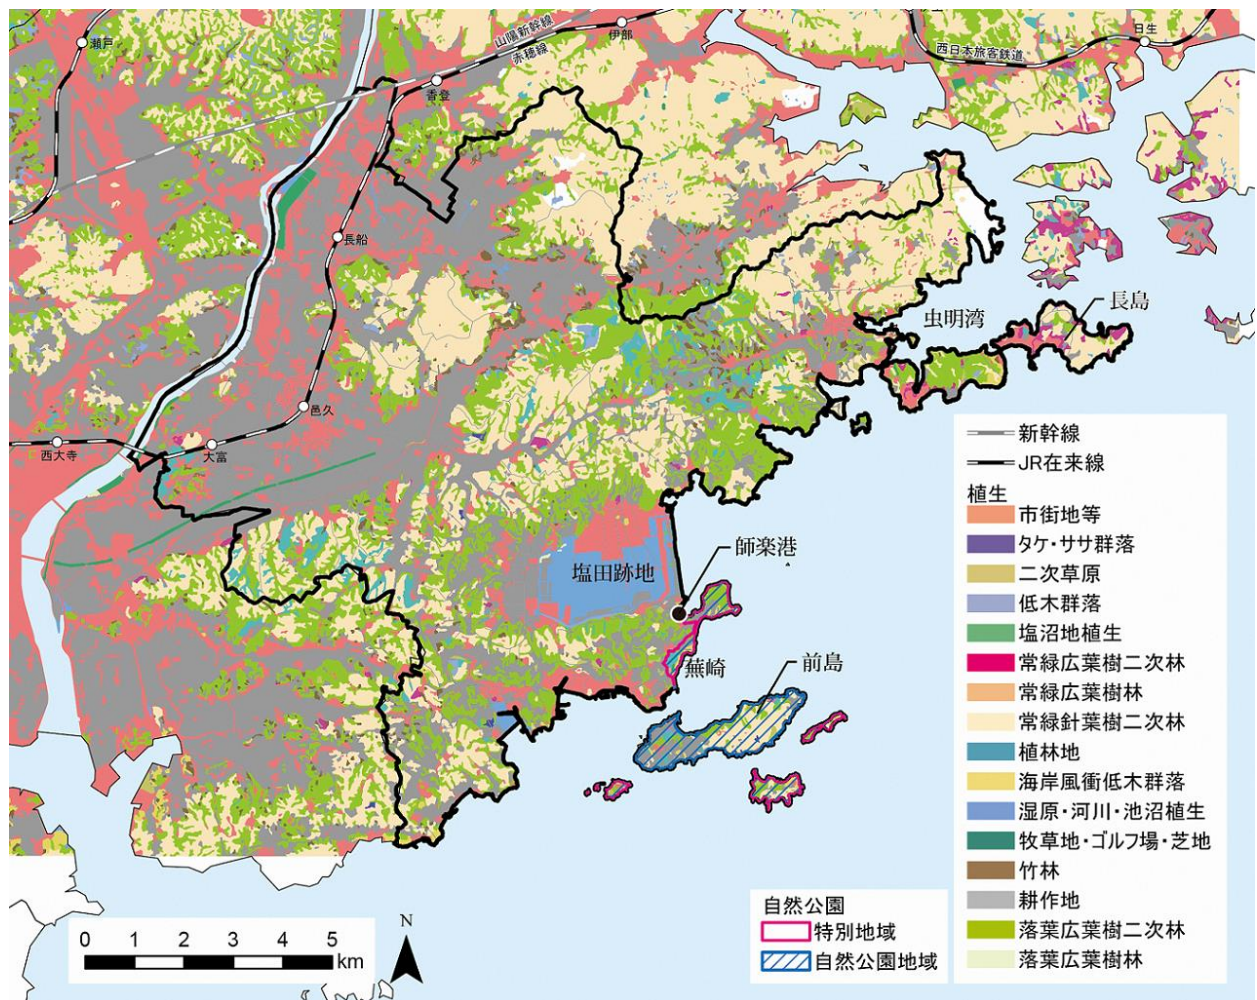 瀬戸
山陽新幹線
赤穂線
伊部
西日本旅客鉄道
日生
香登
長船
虫明湾
長島
邑久
西大寺
大富
塩田跡地
師楽港
蕪崎
前島
新幹線
JR在来線
植生
市街地等
タケ・ササ群落
二次草原
低木群落
塩沼地植生
常緑広葉樹二次林
常緑広葉樹林
常緑針葉樹二次林
植林地
海岸風衝低木群落
湿原・河川・池沼植生
牧草地・ゴルフ場・芝地
竹林
耕作地
落葉広葉樹二次林
落葉広葉樹林
自然公園
特別地域
自然公園地域
0 1 2 3 4 5
km
N